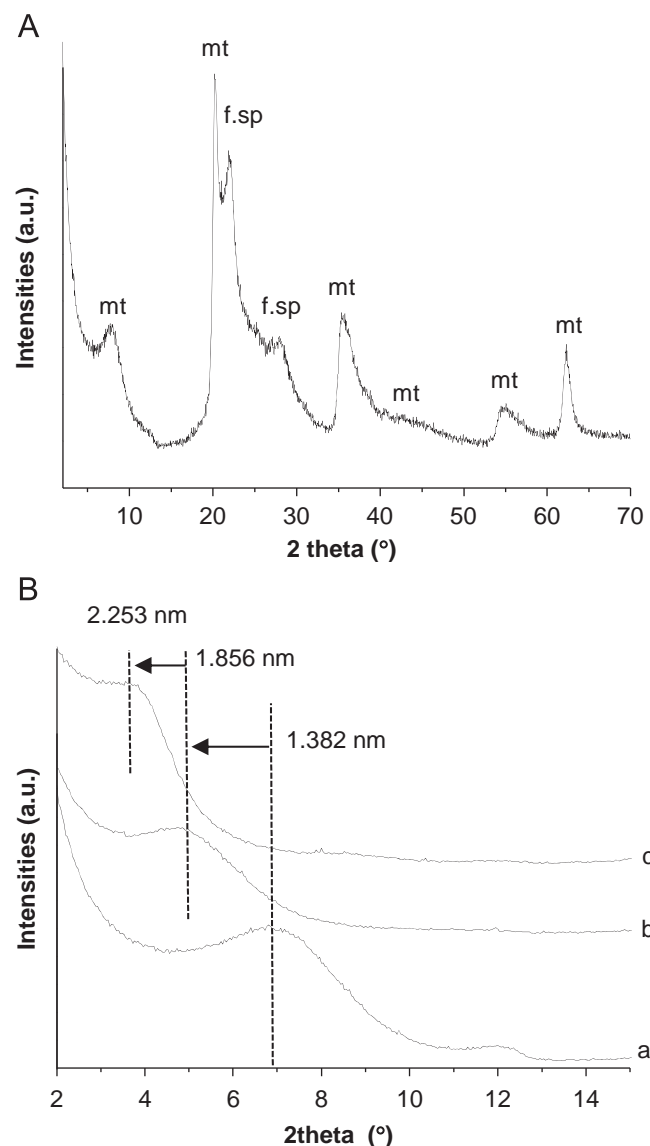 A
mt
f.sp
mt
f.sp
mt
mt
mt
mt
Intensities (a.u.)
10 20 30 40 50 60 70
2 theta (°)
B
2.253 nm
1.856 nm
1.382 nm
Intensities (a.u.)
b
a
2 4 6 8 10 12 14
2theta (°)